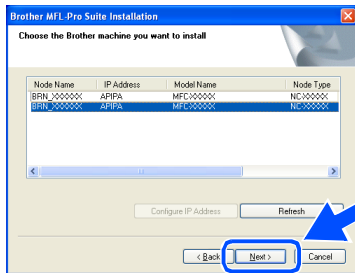 Brother MFL-Pro Suite Installation
Choose the Brother machine you want to install
Node Name IP Address Model Name Node Type
BRN_XXXXXX APIPA MFC-XXXXX NC-XXXXX
BRN_XXXXXX APIPA MFC-XXXXX NC-XXXXX
Configure IP Address Refresh
< Back Next > Cancel